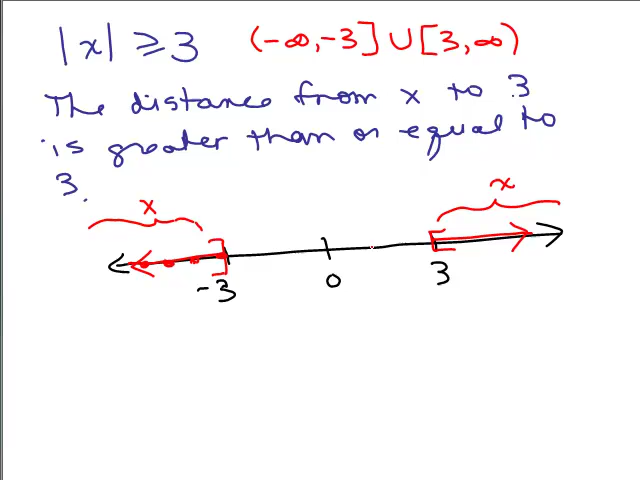 |x| ≥ 3 (-∞, -3] ∪ [3, ∞)
The distance from x to 3
is greater than or equal to
3.
x x
-3 0 3